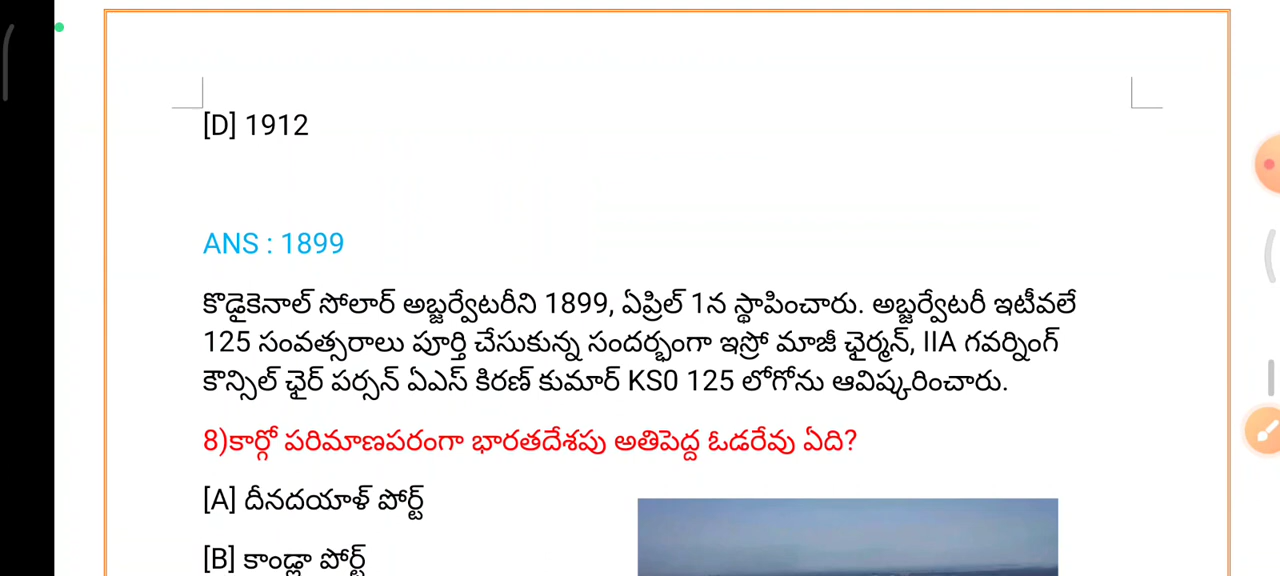 [D] 1912
ANS : 1899
కొడైకెనాల్ సోలార్ అబ్జర్వేటరీని 1899, ఏప్రిల్ 1న స్థాపించారు. అబ్జర్వేటరీ ఇటీవలే
125 సంవత్సరాలు పూర్తి చేసుకున్న సందర్భంగా ఇస్రో మాజీ ఛైర్మన్, IIA గవర్నింగ్
కౌన్సిల్ ఛైర్ పర్సన్ ఏఎస్ కిరణ్ కుమార్ KS0 125 లోగోను ఆవిష్కరించారు.
8)కార్గో పరిమాణపరంగా భారతదేశపు అతిపెద్ద ఓడరేవు ఏది?
[A] దీనదయాళ్ పోర్ట్
[B] కాండ్లా పోర్ట్